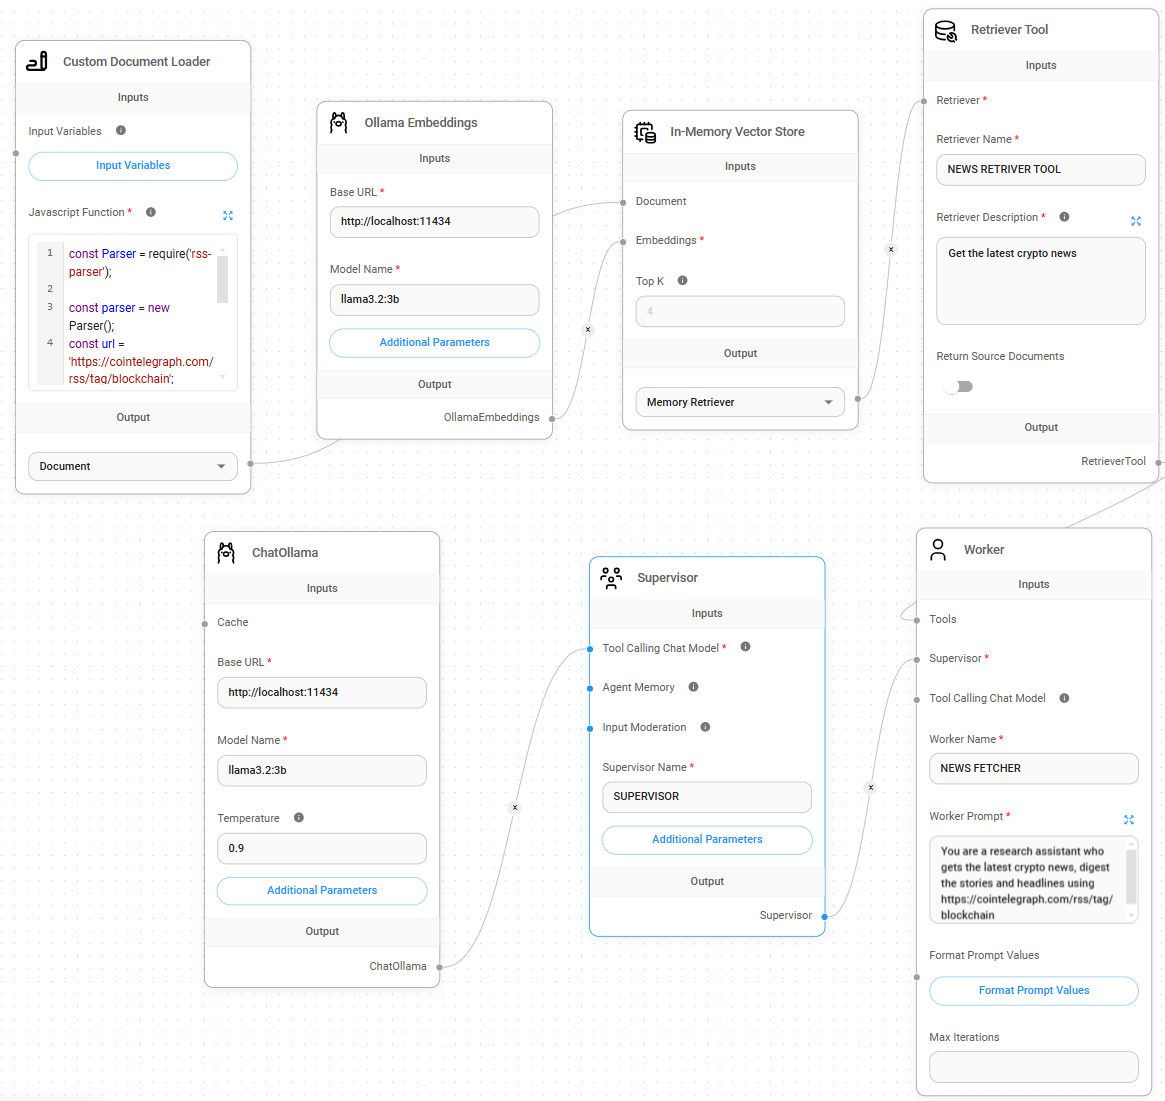 Custom Document Loader
Inputs
Input Variables
Input Variables
Javascript Function *
1 const Parser = require('rss-
parser');
2
3 const parser = new
Parser();
4 const url =
'https://cointelegraph.com/
rss/tag/blockchain';
Output
Document
Ollama Embeddings
Inputs
Base URL *
http://localhost:11434
Model Name *
llama3.2:3b
Additional Parameters
Output
OllamaEmbeddings
In-Memory Vector Store
Inputs
Document
Embeddings *
Top K
4
Output
Memory Retriever
Retriever Tool
Inputs
Retriever *
Retriever Name *
NEWS RETRIVER TOOL
Retriever Description *
Get the latest crypto news
Return Source Documents
Output
RetrieverTool
ChatOllama
Inputs
Cache
Base URL *
http://localhost:11434
Model Name *
llama3.2:3b
Temperature
0.9
Additional Parameters
Output
ChatOllama
Supervisor
Inputs
Tool Calling Chat Model *
Agent Memory
Input Moderation
Supervisor Name *
SUPERVISOR
Additional Parameters
Output
Supervisor
Worker
Inputs
Tools
Supervisor *
Tool Calling Chat Model
Worker Name *
NEWS FETCHER
Worker Prompt *
You are a research assistant who
gets the latest crypto news, digest
the stories and headlines using
https://cointelegraph.com/rss/tag/
blockchain
Format Prompt Values
Format Prompt Values
Max Iterations